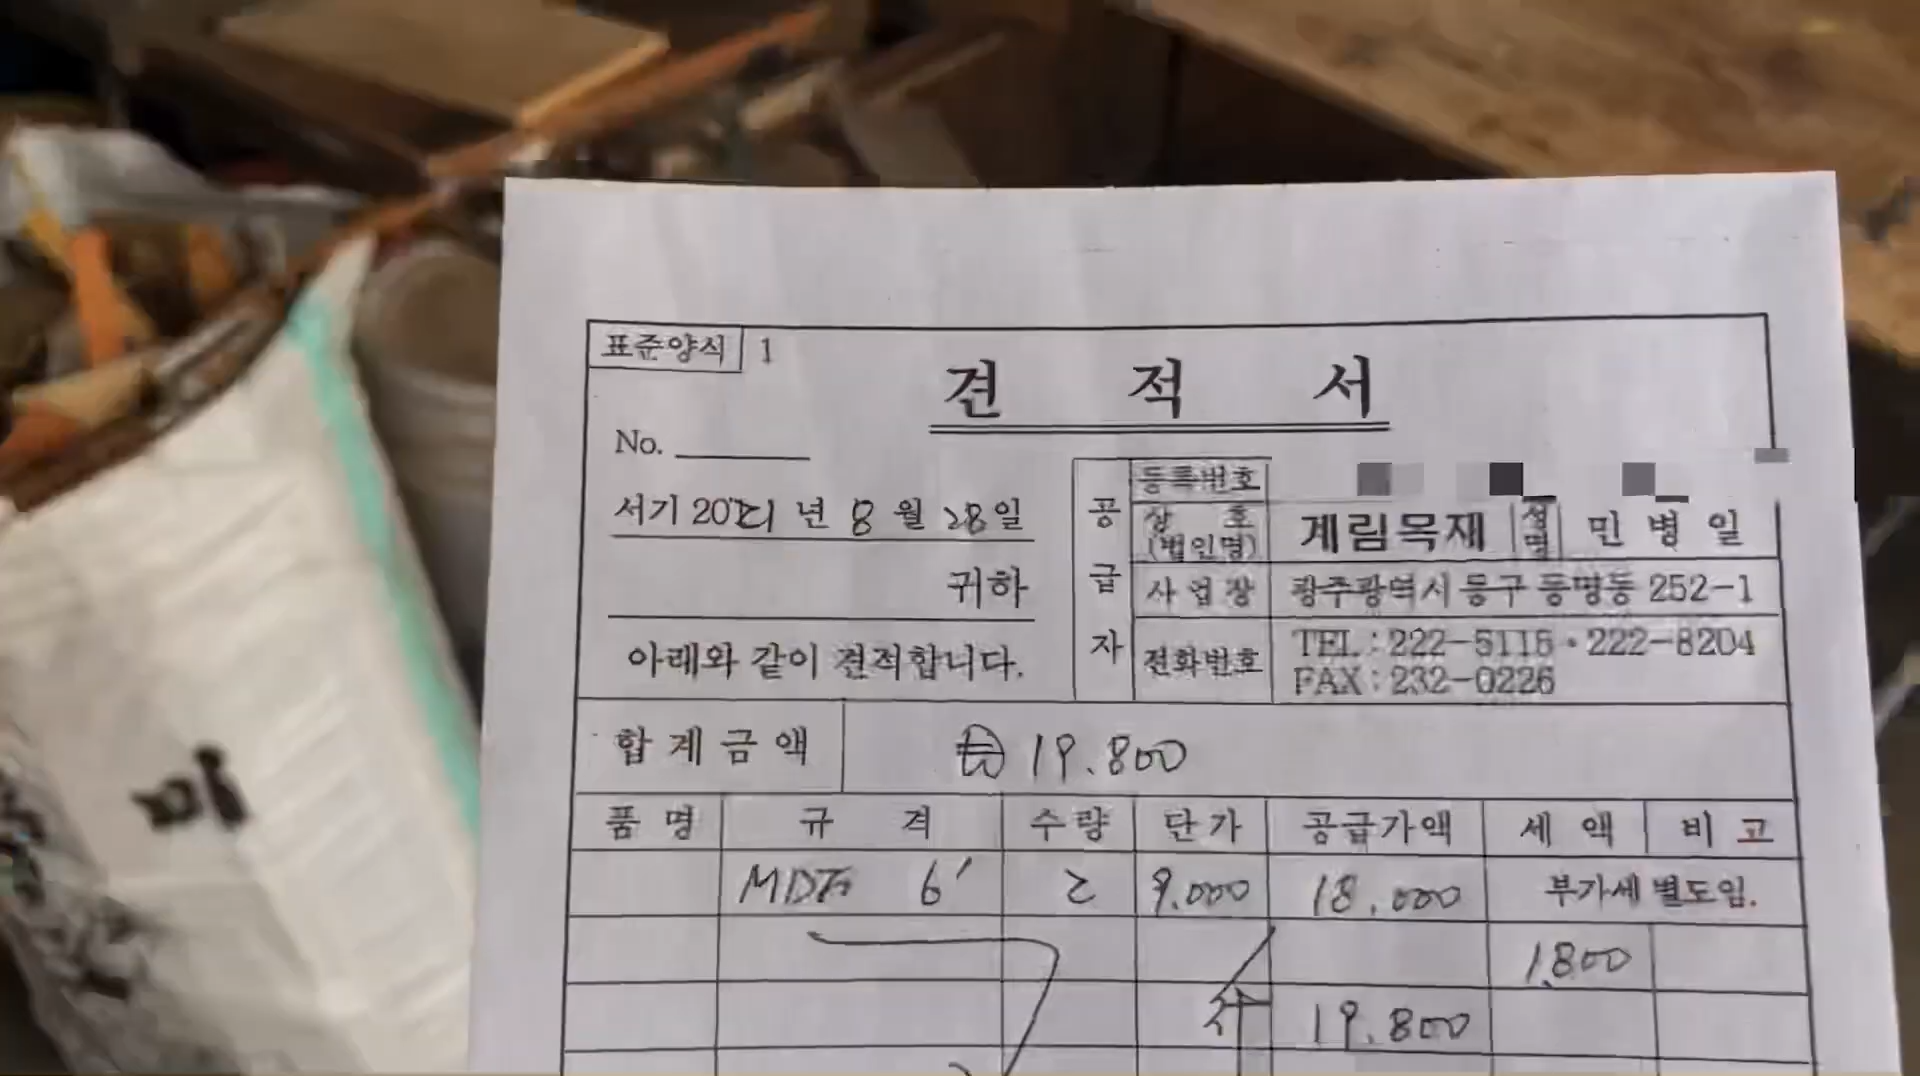 표준양식 1
견 적 서
No.
서기 2021 년 8 월 28 일
귀하
아래와 같이 견적합니다.
공급자
등록번호
상 호 (법인명) 계림목재 성명 민 병 일
사업장 광주광역시 동구 동명동 252-1
전화번호 TEL : 222-5115 · 222-8204
FAX : 232-0226
합계금액 ₩ 19.800
품 명 규 격 수량 단가 공급가액 세 액 비 고
6' 2 9.000 18.000 부가세 별도임.
1.800
19.800
미